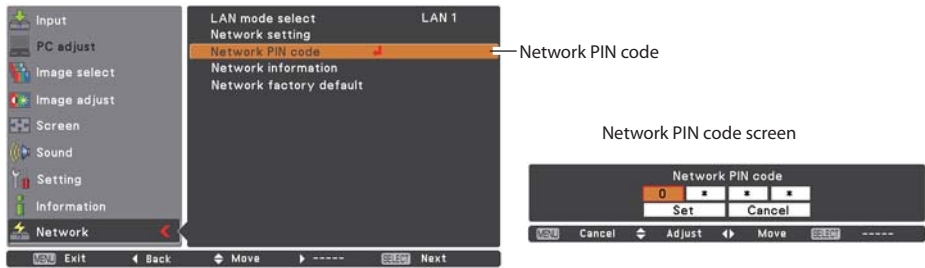 Input
PC adjust
Image select
Image adjust
Screen
Sound
Setting
Information
Network
LAN mode select LAN 1
Network setting
Network PIN code
Network information
Network factory default
MENU Exit Back Move ----- SELECT Next
Network PIN code
Network PIN code screen
Network PIN code
0 * * *
Set Cancel
MENU Cancel Adjust Move SELECT -----